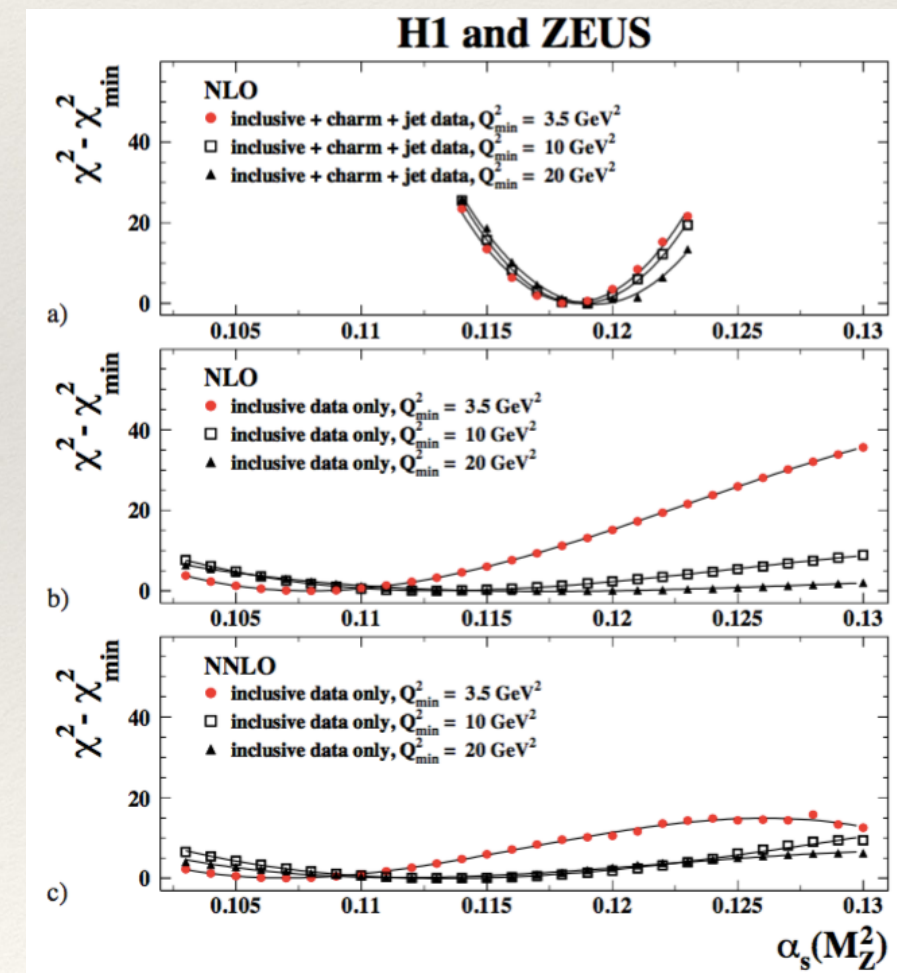 H1 and ZEUS
χ² - χ²min
NLO
inclusive + charm + jet data, Q²min = 3.5 GeV²
inclusive + charm + jet data, Q²min = 10 GeV²
inclusive + charm + jet data, Q²min = 20 GeV²
40
20
0
a)
0.105 0.11 0.115 0.12 0.125 0.13
χ² - χ²min
NLO
inclusive data only, Q²min = 3.5 GeV²
inclusive data only, Q²min = 10 GeV²
inclusive data only, Q²min = 20 GeV²
40
20
0
b)
0.105 0.11 0.115 0.12 0.125 0.13
χ² - χ²min
NNLO
inclusive data only, Q²min = 3.5 GeV²
inclusive data only, Q²min = 10 GeV²
inclusive data only, Q²min = 20 GeV²
40
20
0
c)
0.105 0.11 0.115 0.12 0.125 0.13
αs(M²Z)